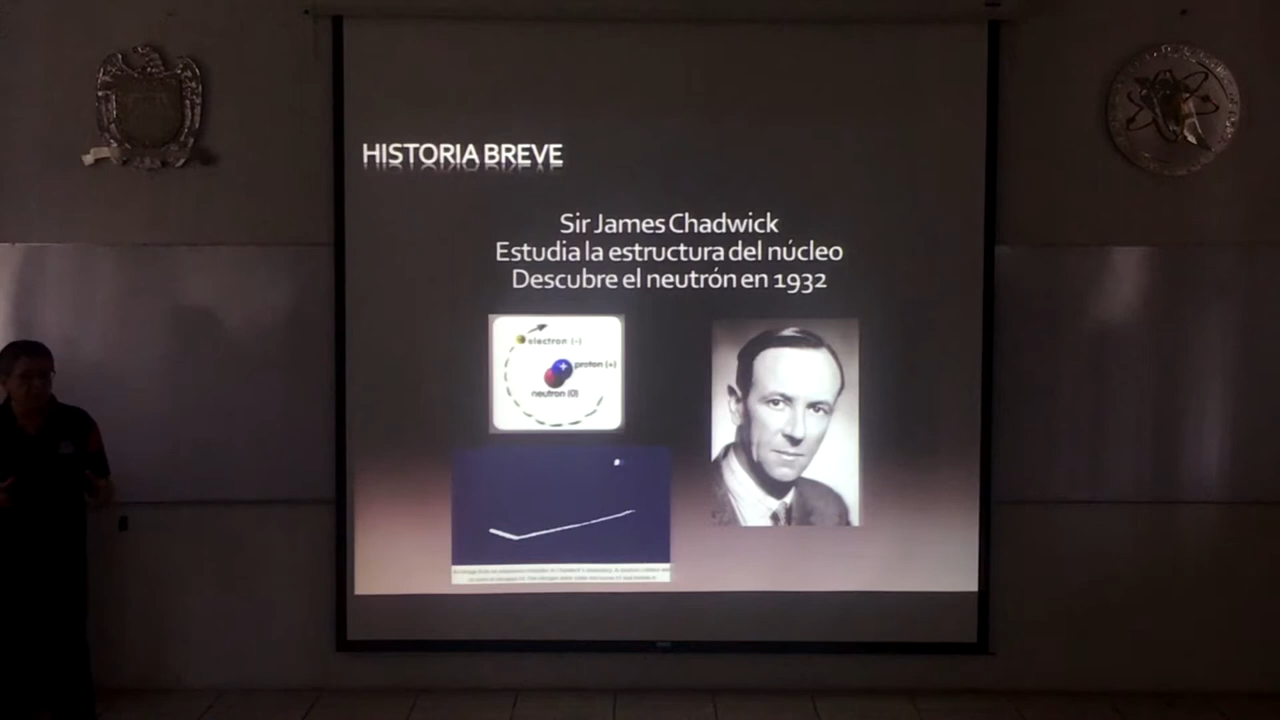 HISTORIA BREVE
Sir James Chadwick
Estudia la estructura del núcleo
Descubre el neutrón en 1932
electron (-)
proton (+)
neutron (0)